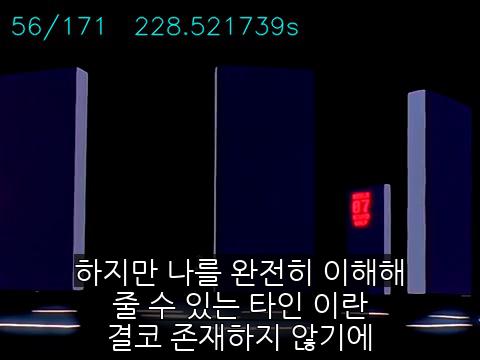 56/171 228.521739s
07
하지만 나를 완전히 이해해
줄 수 있는 타인 이란
결코 존재하지 않기에